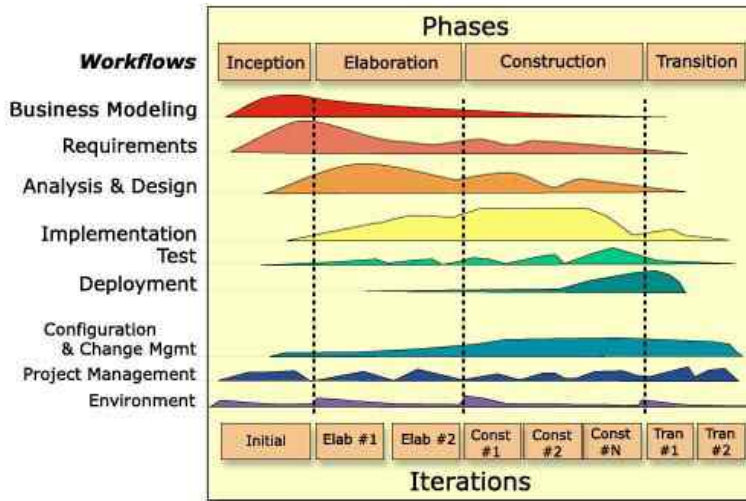 Phases
Workflows
Inception Elaboration Construction Transition
Business Modeling
Requirements
Analysis & Design
Implementation
Test
Deployment
Configuration
& Change Mgmt
Project Management
Environment
Initial Elab #1 Elab #2 Const #1 Const #2 Const #N Tran #1 Tran #2
Iterations